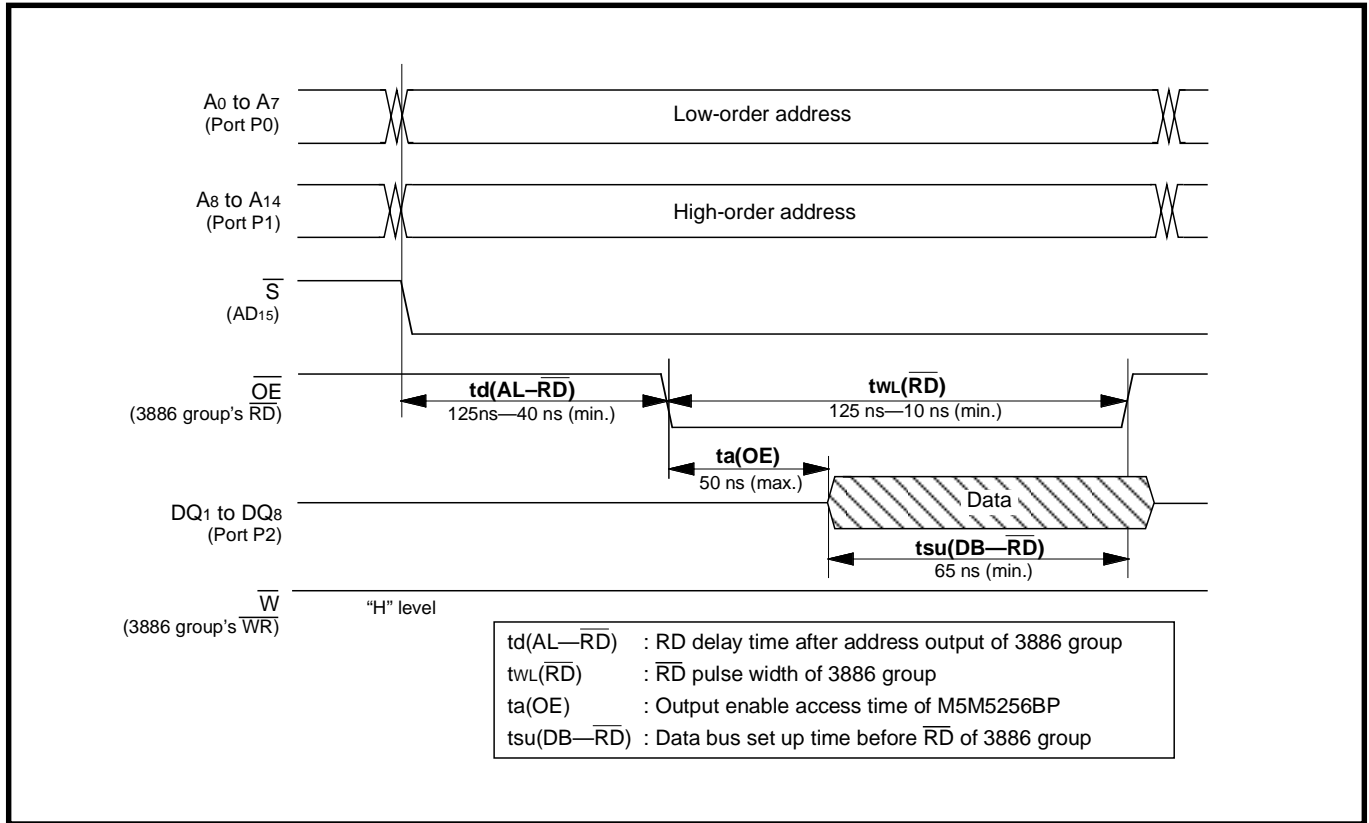 A0 to A7
(Port P0)
Low-order address
A8 to A14
(Port P1)
High-order address
S
(AD15)
OE
(3886 group's RD)
td(AL–RD)
125ns—40 ns (min.)
tWL(RD)
125 ns—10 ns (min.)
ta(OE)
50 ns (max.)
DQ1 to DQ8
(Port P2)
Data
tsu(DB—RD)
65 ns (min.)
W
(3886 group's WR)
“H” level
td(AL—RD) : RD delay time after address output of 3886 group
tWL(RD) : RD pulse width of 3886 group
ta(OE) : Output enable access time of M5M5256BP
tsu(DB—RD) : Data bus set up time before RD of 3886 group